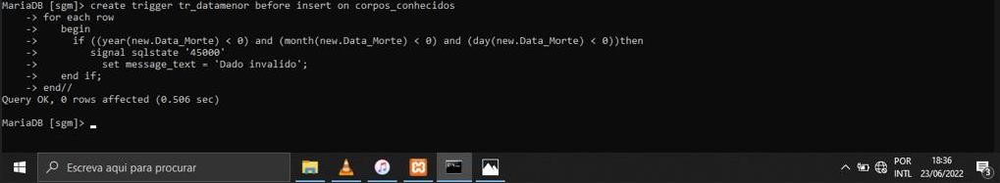 MariaDB [sgm]> create trigger tr_datamenor before insert on corpos_conhecidos
    -> for each row
    ->    begin
    ->      if ((year(new.Data_Morte) < 0) and (month(new.Data_Morte) < 0) and (day(new.Data_Morte) < 0))then
    ->         signal sqlstate '45000'
    ->           set message_text = 'Dado invalido';
    ->    end if;
    -> end//
Query OK, 0 rows affected (0.506 sec)
MariaDB [sgm]>
Escreva aqui para procurar
POR 18:36
INTL 23/06/2022
3